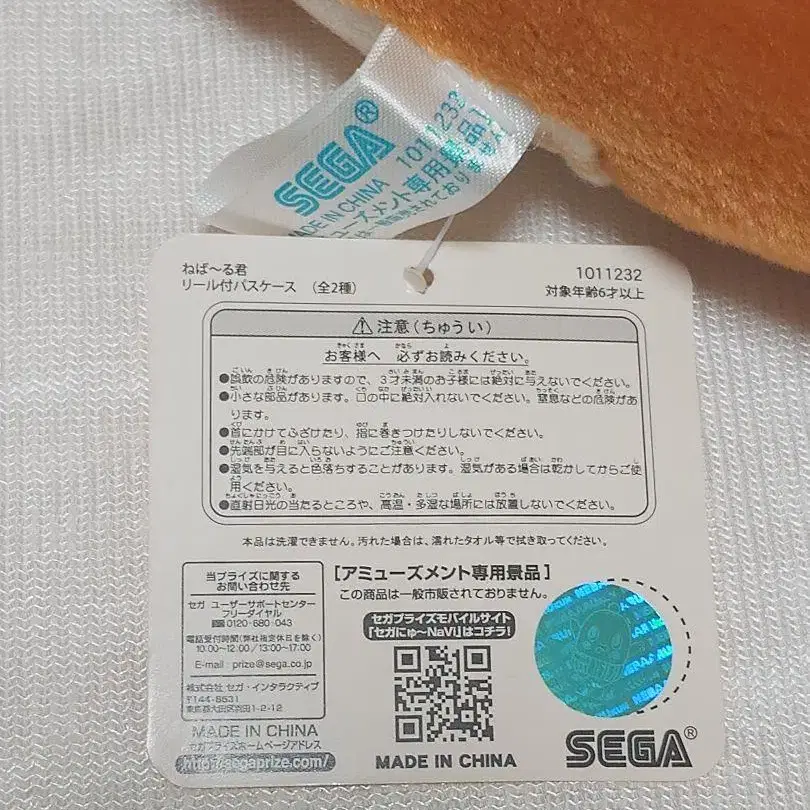 SEGA®
MADE IN CHINA 1011232
ミューズメント専用景品
ねば〜る君
リール付パスケース (全2種)
1011232
対象年齢6才以上
⚠注意(ちゅうい)
お客様へ 必ずお読みください。
●誤飲の危険がありますので、3才未満のお子様には絶対に与えないでください。
●小さな部品があります。口の中に絶対入れないでください。窒息などの危険があ
ります。
●首にかけてふざけたり、指に巻きつけたりしないでください。
●先端部が目に入らないようにご注意ください。
●湿気を与えると色落ちすることがあります。湿気がある場合は乾かしてからご使
用ください。
●直射日光の当たるところや、高温・多湿な場所には放置しないでください。
本品は洗濯できません。汚れた場合は、濡れたタオル等で拭き取ってください。
当プライズに関する
お問い合わせ先
セガ ユーザーサポートセンター
フリーダイヤル
0120-680-043
電話受付時間(弊社指定休日を除く)
10:00〜12:00/13:00〜17:00
E-mail:prize@sega.co.jp
株式会社 セガ・インタラクティブ
〒144-8531
東京都大田区羽田1-2-12
MADE IN CHINA
セガプライズホームページアドレス
http://segaprize.com/
[アミューズメント専用景品]
この商品は一般市販されておりません。
セガプライズモバイルサイト
「セガにゅ〜NaVi」はコチラ!
MADE IN CHINA
SEGA®